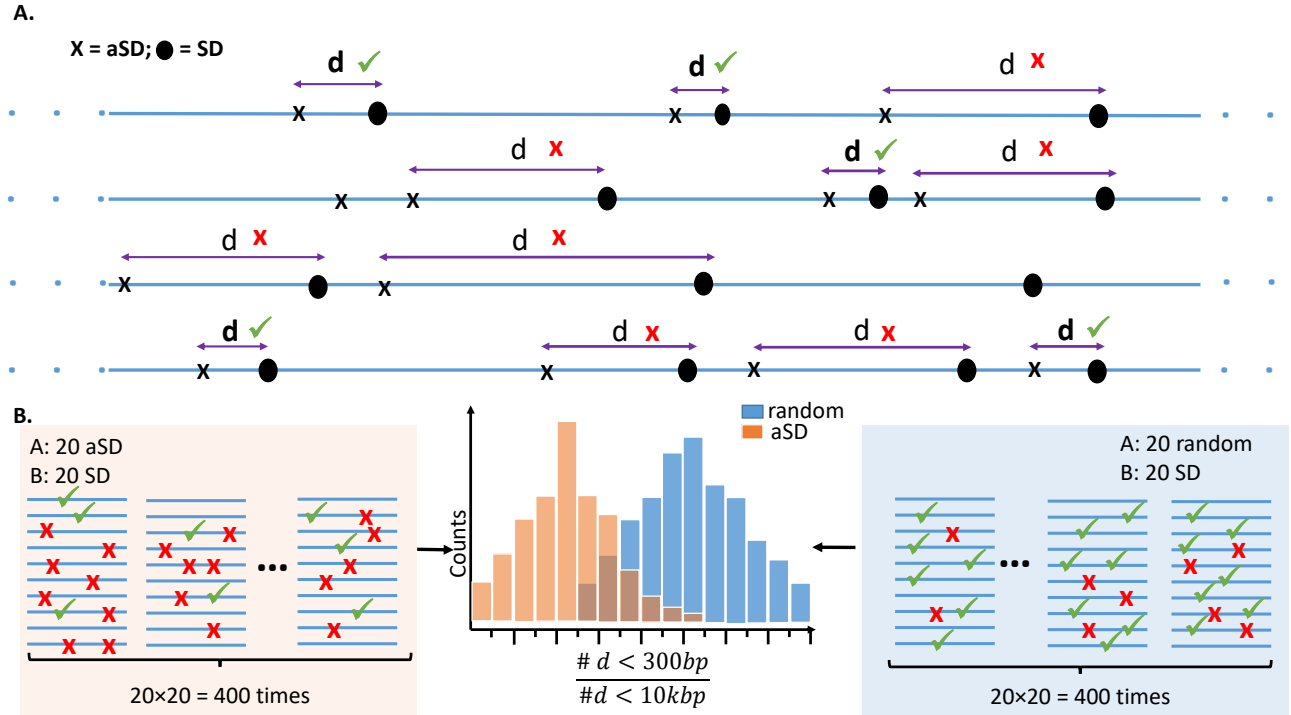 A.
X = aSD; ● = SD
d ✓
d ✓
d x
x
x
x
d x
d ✓
d x
x
x
x
x
d x
d x
x
x
d ✓
d x
d x
d ✓
x
x
x
x
B.
A: 20 aSD
B: 20 SD
...
20×20 = 400 times
random
aSD
Counts
# d < 300bp
#d < 10kbp
A: 20 random
B: 20 SD
...
20×20 = 400 times